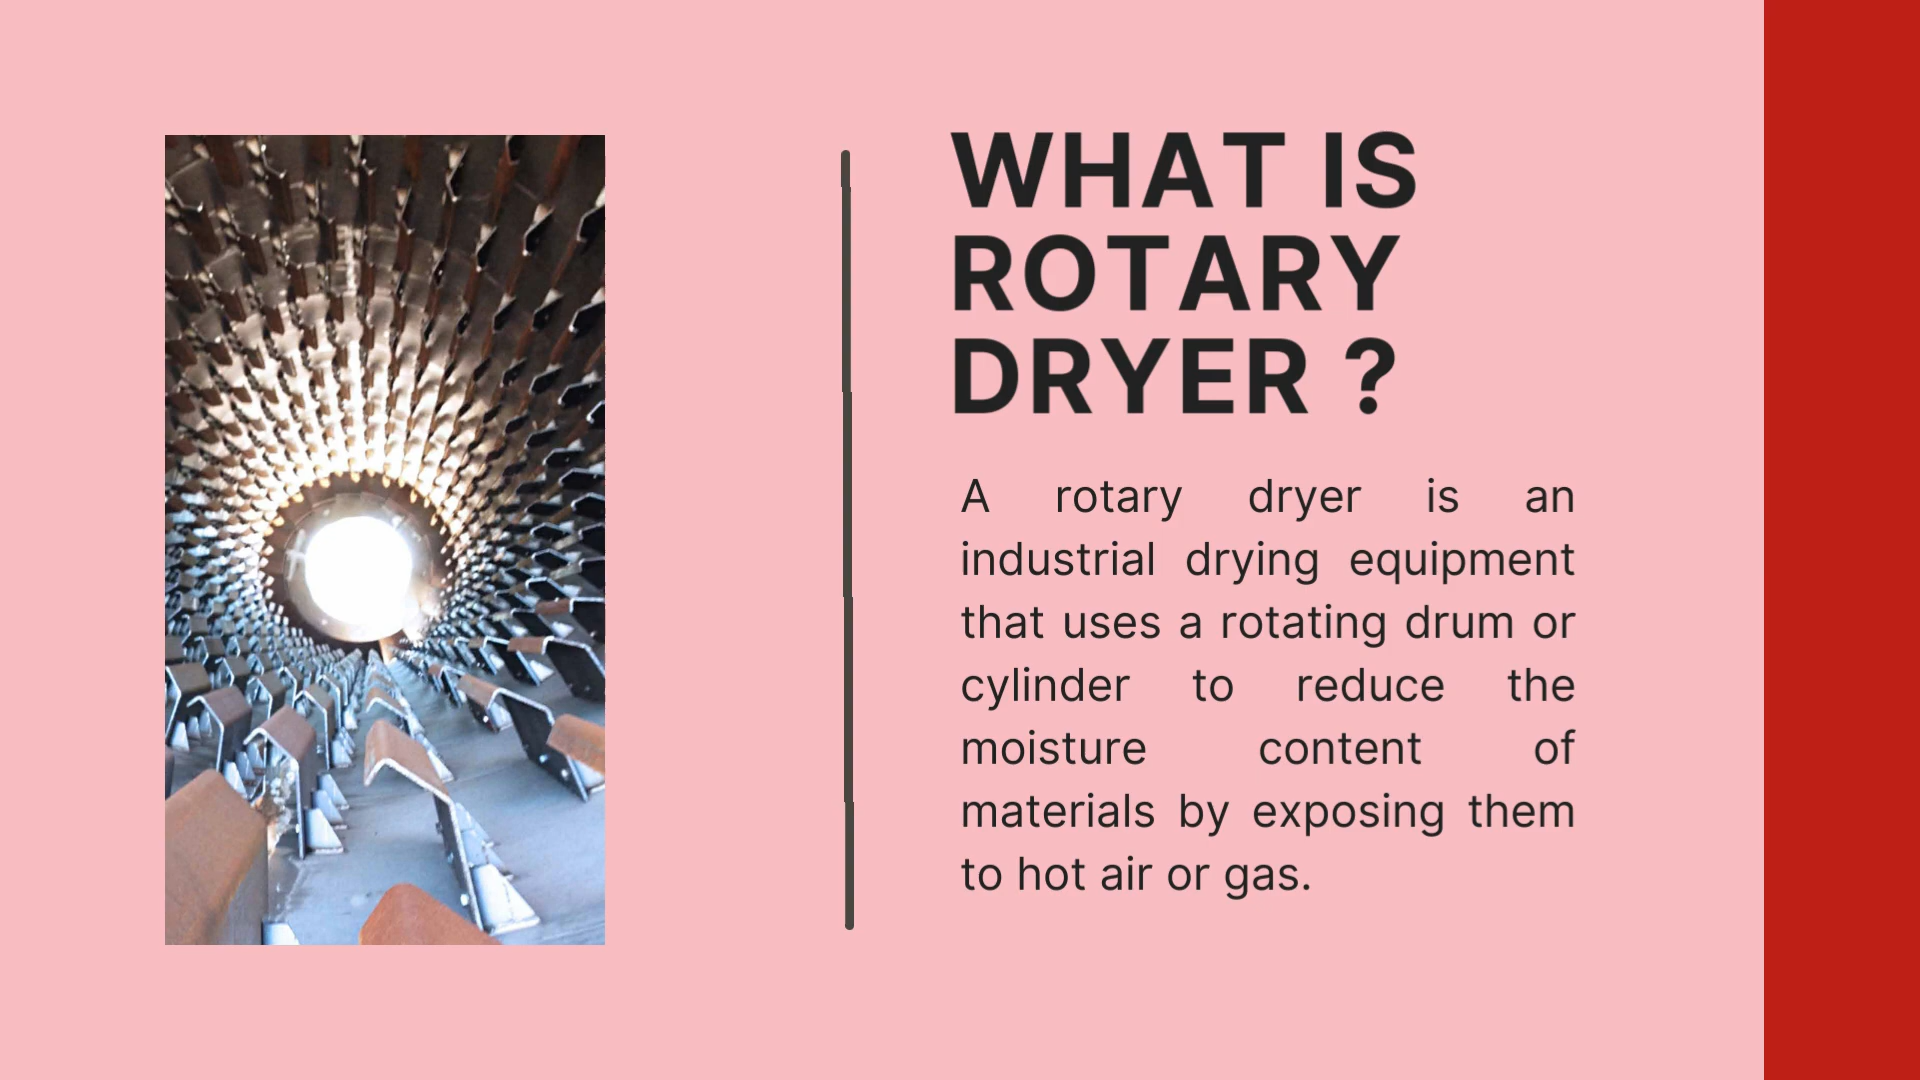 WHAT IS
ROTARY
DRYER ?
A rotary dryer is an
industrial drying equipment
that uses a rotating drum or
cylinder to reduce the
moisture content of
materials by exposing them
to hot air or gas.